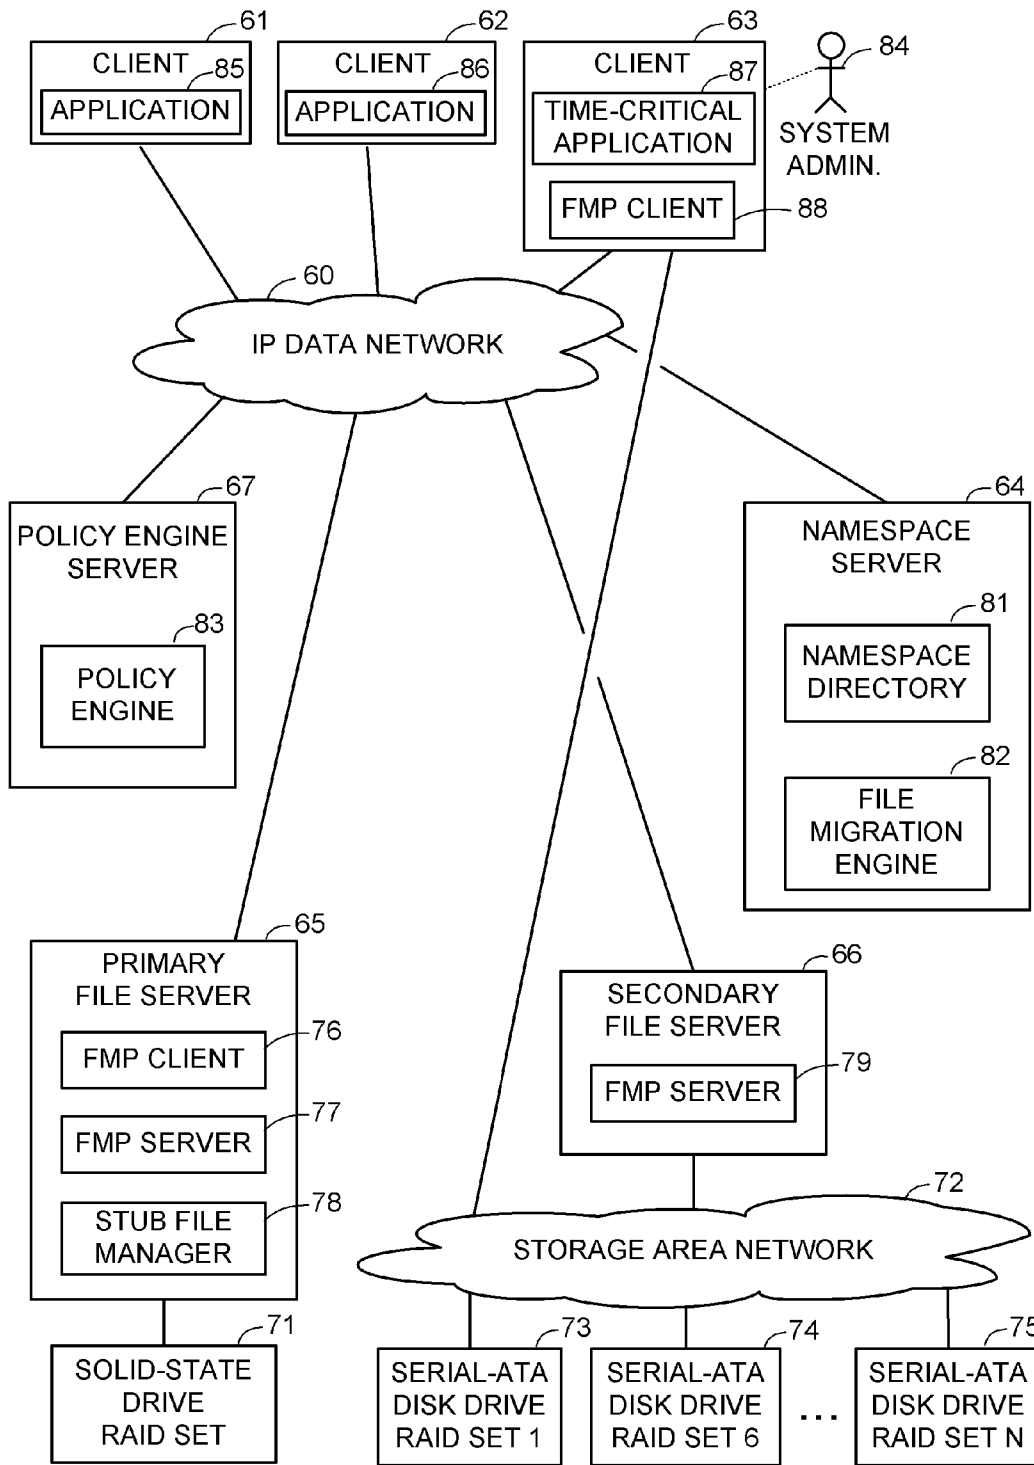 61
62
63
84
CLIENT
85
APPLICATION
CLIENT
86
APPLICATION
CLIENT
87
TIME-CRITICAL
APPLICATION
FMP CLIENT
88
SYSTEM
ADMIN.
60
IP DATA NETWORK
67
POLICY ENGINE
SERVER
83
POLICY
ENGINE
64
NAMESPACE
SERVER
81
NAMESPACE
DIRECTORY
82
FILE
MIGRATION
ENGINE
65
PRIMARY
FILE SERVER
76
FMP CLIENT
77
FMP SERVER
78
STUB FILE
MANAGER
66
SECONDARY
FILE SERVER
79
FMP SERVER
72
STORAGE AREA NETWORK
71
SOLID-STATE
DRIVE
RAID SET
73
SERIAL-ATA
DISK DRIVE
RAID SET 1
74
SERIAL-ATA
DISK DRIVE
RAID SET 6
...
75
SERIAL-ATA
DISK DRIVE
RAID SET N